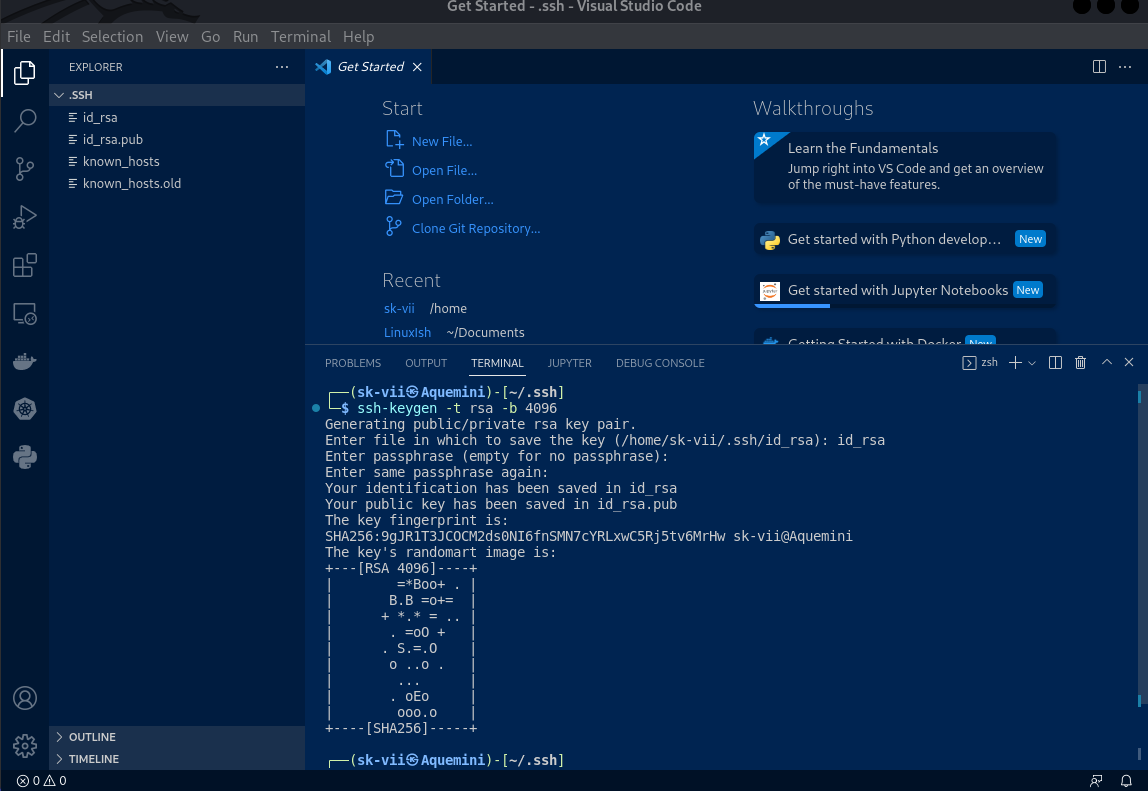 Get Started - .ssh - Visual Studio Code
File Edit Selection View Go Run Terminal Help
EXPLORER ...
.SSH
id_rsa
id_rsa.pub
known_hosts
known_hosts.old
OUTLINE
TIMELINE
Get Started
Start
New File...
Open File...
Open Folder...
Clone Git Repository...
Recent
sk-vii /home
LinuxIsh ~/Documents
Walkthroughs
Learn the Fundamentals
Jump right into VS Code and get an overview
of the must-have features.
Get started with Python develop... New
Get started with Jupyter Notebooks New
Getting Started with Docker New
PROBLEMS OUTPUT TERMINAL JUPYTER DEBUG CONSOLE zsh
┌──(sk-vii㉿Aquemini)-[~/.ssh]
└─$ ssh-keygen -t rsa -b 4096
Generating public/private rsa key pair.
Enter file in which to save the key (/home/sk-vii/.ssh/id_rsa): id_rsa
Enter passphrase (empty for no passphrase):
Enter same passphrase again:
Your identification has been saved in id_rsa
Your public key has been saved in id_rsa.pub
The key fingerprint is:
SHA256:9gJR1T3JCOCM2ds0NI6fnSMN7cYRLxwC5Rj5tv6MrHw sk-vii@Aquemini
The key's randomart image is:
+---[RSA 4096]----+
|        =*Boo+ . |
|       B.B =o+=  |
|      + *.* = .. |
|       . =oO +   |
|      . S.=.O    |
|       o ..o .   |
|        ...      |
|       . oEo     |
|        ooo.o    |
+----[SHA256]-----+
┌──(sk-vii㉿Aquemini)-[~/.ssh]
0 0